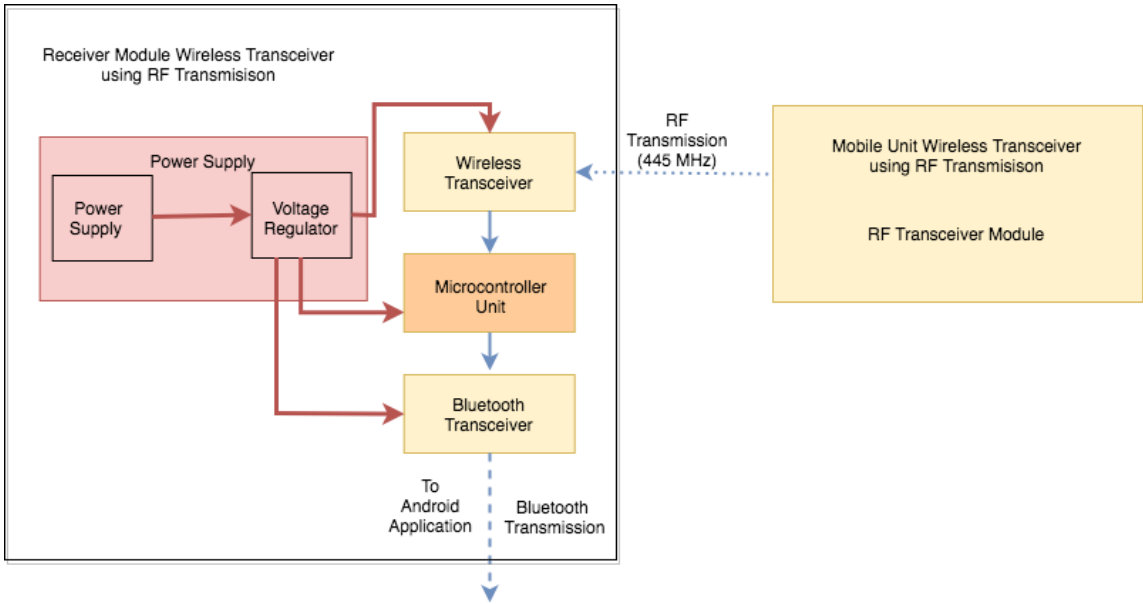 Receiver Module Wireless Transceiver
using RF Transmisison
Power Supply
Power
Supply
Voltage
Regulator
Wireless
Transceiver
Microcontroller
Unit
Bluetooth
Transceiver
To
Android
Application
Bluetooth
Transmission
RF
Transmission
(445 MHz)
Mobile Unit Wireless Transceiver
using RF Transmisison
RF Transceiver Module